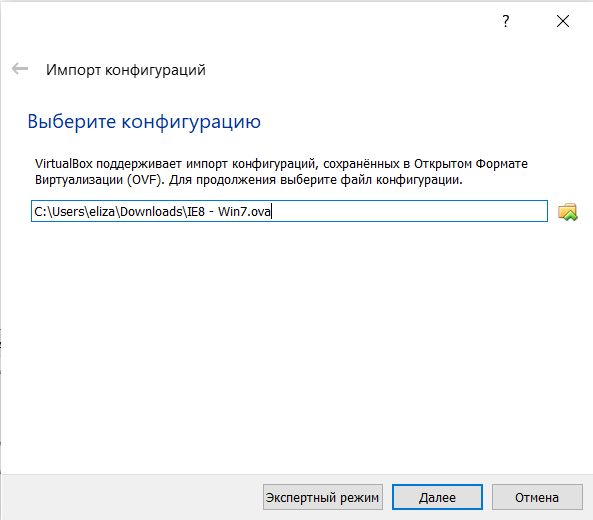 ?
Импорт конфигураций
Выберите конфигурацию
VirtualBox поддерживает импорт конфигураций, сохранённых в Открытом Формате
Виртуализации (OVF). Для продолжения выберите файл конфигурации.
C:\Users\eliza\Downloads\IE8 - Win7.ova
Экспертный режим Далее Отмена